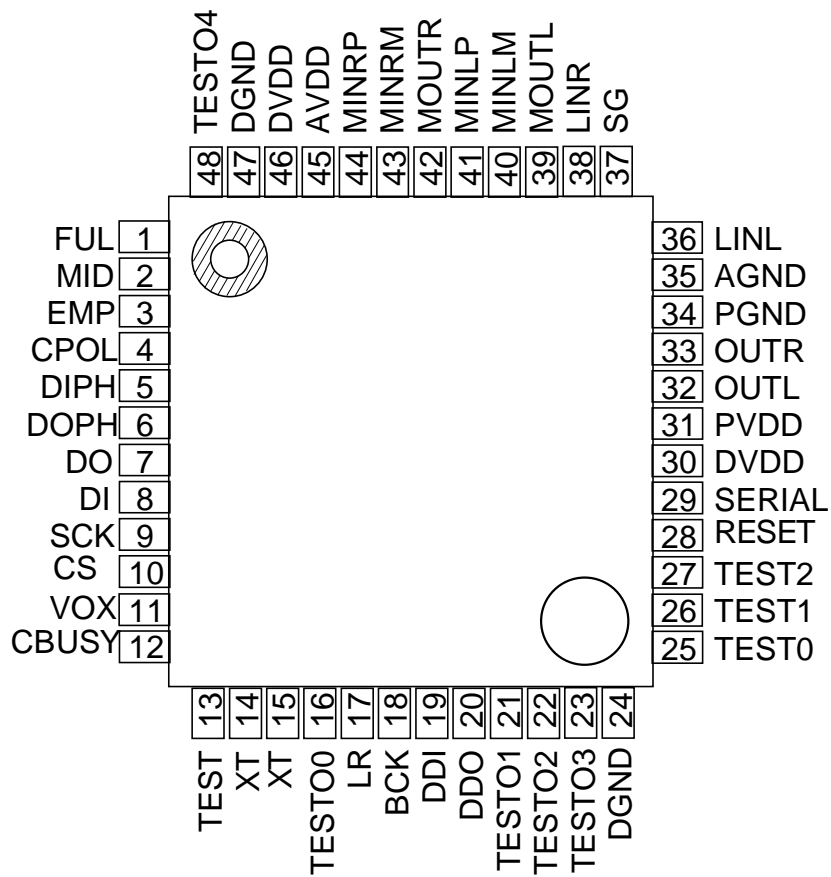 TESTO4
DGND
DVDD
AVDD
MINRP
MINRM
MOUTR
MINLP
MINLM
MOUTL
LINR
SG
48 47 46 45 44 43 42 41 40 39 38 37
FUL 1
MID 2
EMP 3
CPOL 4
DIPH 5
DOPH 6
DO 7
DI 8
SCK 9
CS 10
VOX 11
CBUSY 12
36 LINL
35 AGND
34 PGND
33 OUTR
32 OUTL
31 PVDD
30 DVDD
29 SERIAL
28 RESET
27 TEST2
26 TEST1
25 TEST0
13 14 15 16 17 18 19 20 21 22 23 24
TEST
XT
XT
TESTO0
LR
BCK
DDI
DDO
TESTO1
TESTO2
TESTO3
DGND